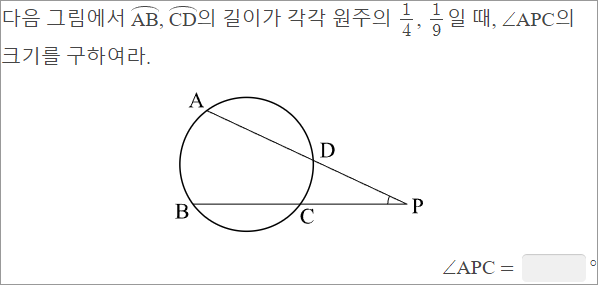 다음 그림에서 AB, CD의 길이가 각각 원주의 1/4, 1/9일 때, ∠APC의
크기를 구하여라.
A
D
B
C
P
∠APC = °